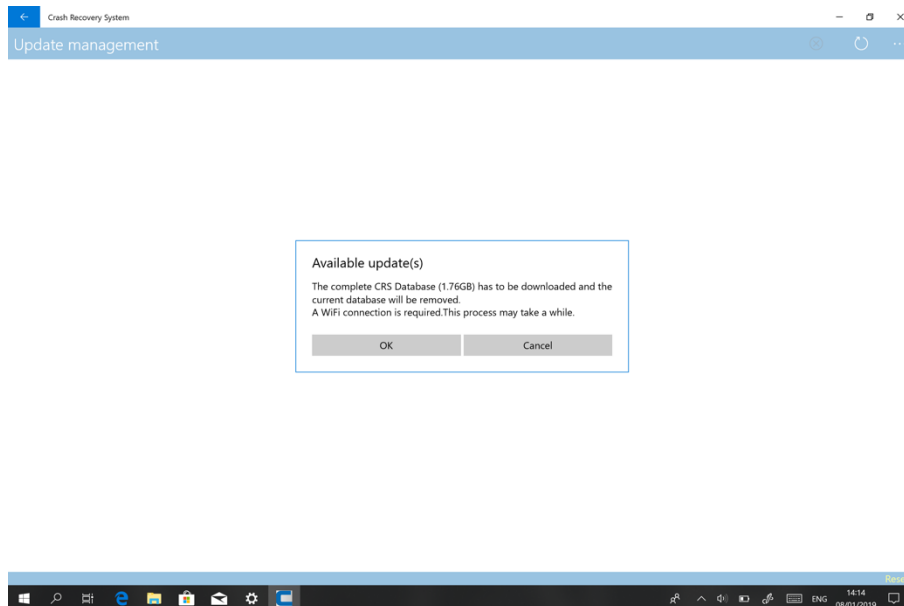 Crash Recovery System
Update management
Available update(s)
The complete CRS Database (1.76GB) has to be downloaded and the
current database will be removed.
A WiFi connection is required.This process may take a while.
OK
Cancel
Rese
ENG
14:14
08/01/2019